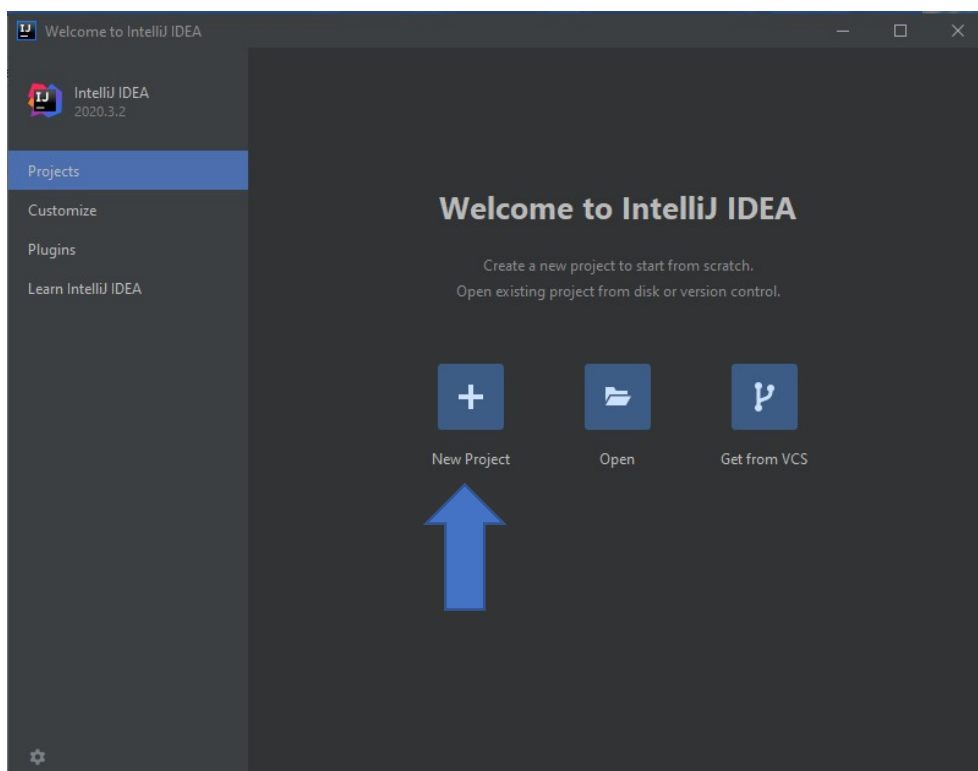 Welcome to IntelliJ IDEA
IntelliJ IDEA
2020.3.2
Projects
Customize
Plugins
Learn IntelliJ IDEA
Welcome to IntelliJ IDEA
Create a new project to start from scratch.
Open existing project from disk or version control.
New Project
Open
Get from VCS